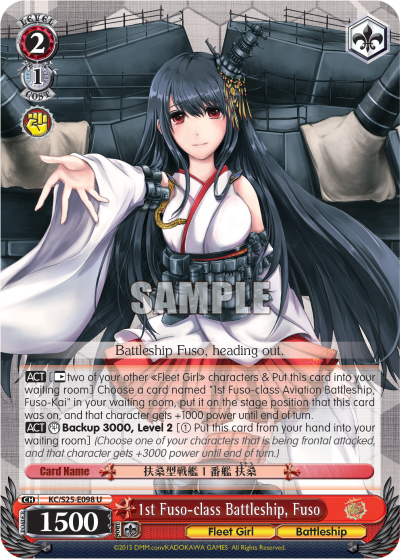 LEVEL
2
1
COST
SAMPLE
Battleship Fuso, heading out.
ACT [ two of your other «Fleet Girl» characters & Put this card into your
waiting room] Choose a card named "1st Fuso-class Aviation Battleship,
Fuso-Kai" in your waiting room, put it on the stage position that this card
was on, and that character gets +1000 power until end of turn.
ACT Backup 3000, Level 2 [① Put this card from your hand into your
waiting room] (Choose one of your characters that is being frontal attacked,
and that character gets +3000 power until end of turn.)
Card Name 扶桑型戦艦1番艦 扶桑
CH KC/S25-E098 U
POWER 1500 SOUL 1st Fuso-class Battleship, Fuso
Fleet Girl Battleship
©2015 DMM.com/KADOKAWA GAMES All Rights Reserved.